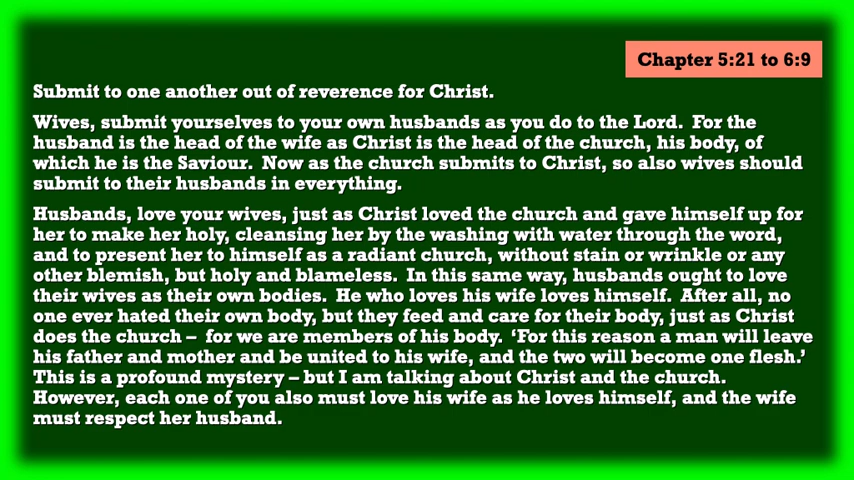 Chapter 5:21 to 6:9
Submit to one another out of reverence for Christ.
Wives, submit yourselves to your own husbands as you do to the Lord.  For the
husband is the head of the wife as Christ is the head of the church, his body, of
which he is the Saviour.  Now as the church submits to Christ, so also wives should
submit to their husbands in everything.
Husbands, love your wives, just as Christ loved the church and gave himself up for
her to make her holy, cleansing her by the washing with water through the word,
and to present her to himself as a radiant church, without stain or wrinkle or any
other blemish, but holy and blameless.  In this same way, husbands ought to love
their wives as their own bodies.  He who loves his wife loves himself.  After all, no
one ever hated their own body, but they feed and care for their body, just as Christ
does the church –  for we are members of his body.  ‘For this reason a man will leave
his father and mother and be united to his wife, and the two will become one flesh.’
This is a profound mystery – but I am talking about Christ and the church.
However, each one of you also must love his wife as he loves himself, and the wife
must respect her husband.